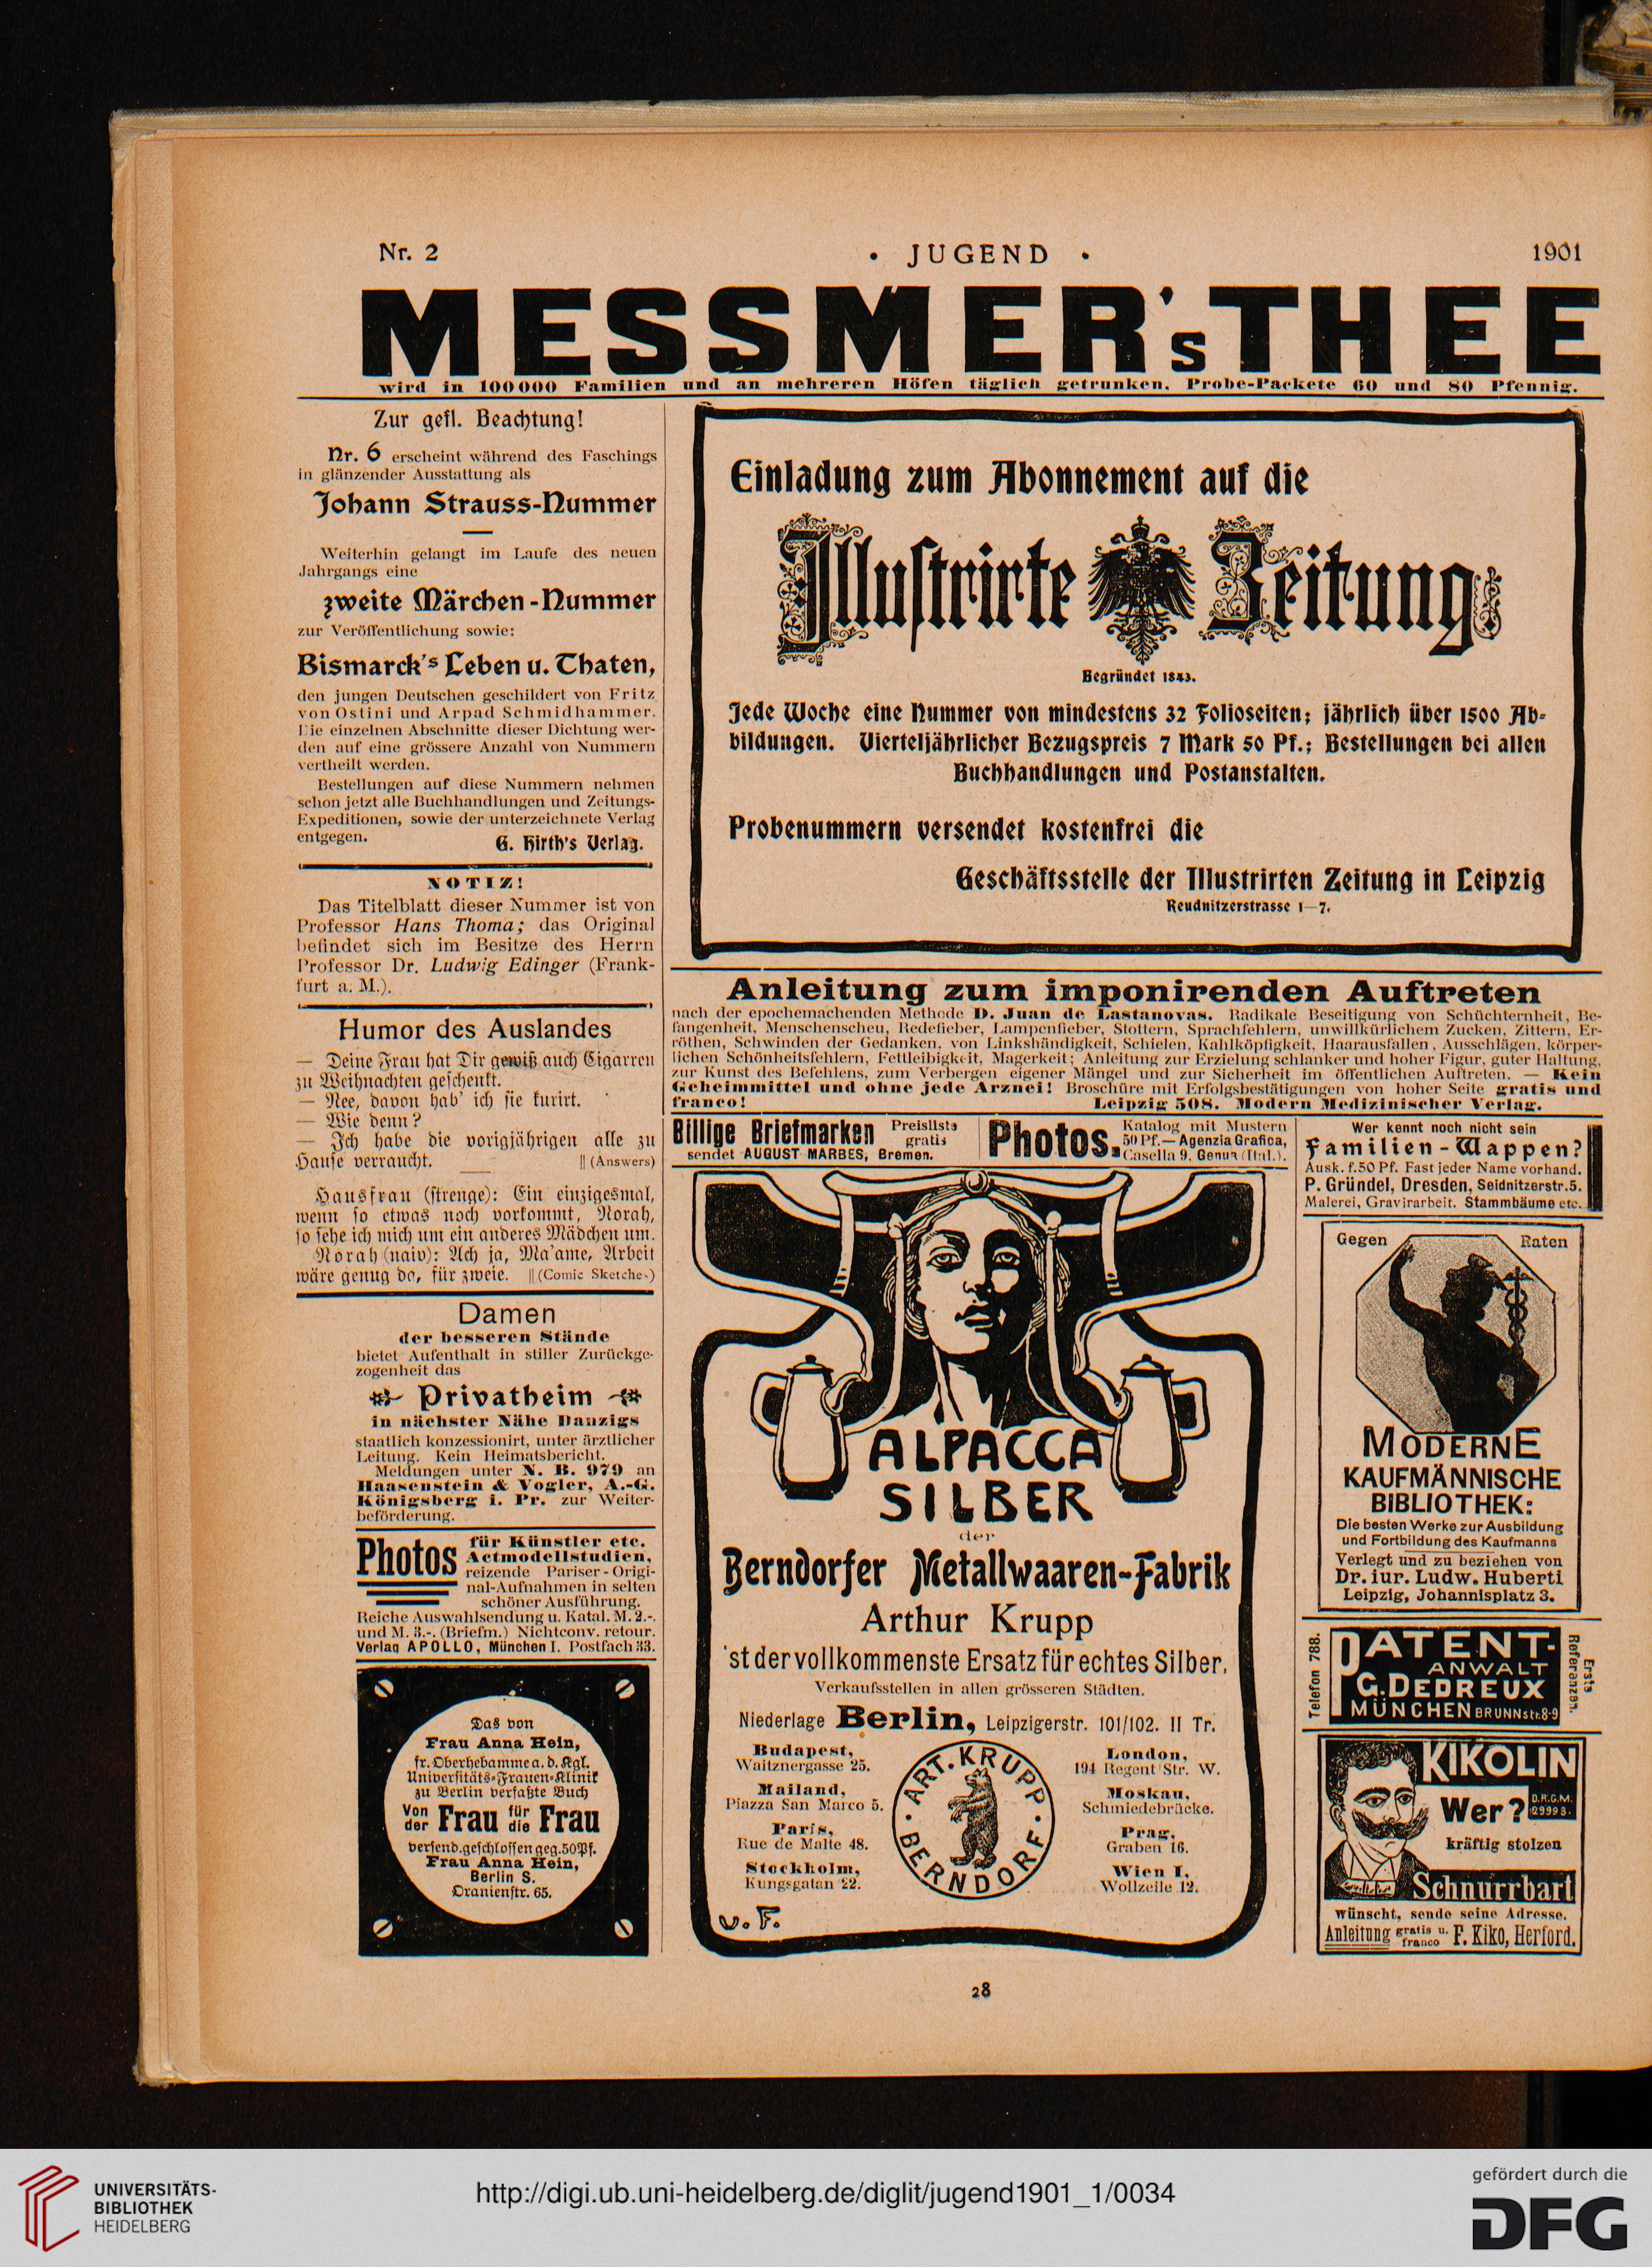 Nr. 2
• JUGEND •
1901
MESSMER'S THEE
wird in 100000 Familien und an mehreren Höfen täglich getrunken. Probe-Packete 60 und 80 Pfennig.
Zur gefl. Beachtung!
Nr. 6 erscheint während des Faschings
in glänzender Ausstattung als
Johann Strauss-Nummer
Weiterhin gelangt im Laufe des neuen
Jahrgangs eine
zweite Märchen-Nummer
zur Veröffentlichung sowie:
Bismarck's Leben u. Thaten,
den jungen Deutschen geschildert von Fritz
von Ostini und Arpad Schmidhammer.
Die einzelnen Abschnitte dieser Dichtung wer-
den auf eine grössere Anzahl von Nummern
vertheilt werden.
Bestellungen auf diese Nummern nehmen
schon jetzt alle Buchhandlungen und Zeitungs-
Expeditionen, sowie der unterzeichnete Verlag
entgegen.
G. Hirth's Verlag.
NOTIZ!
Das Titelblatt dieser Nummer ist von
Professor Hans Thoma; das Original
befindet sich im Besitze des Herrn
Professor Dr. Ludwig Edinger (Frank-
furt a. M.).
Humor des Auslandes
— Deine Frau hat Dir gewiß auch Cigarren
zu Weihnachten geschenkt.
— Nee, davon hab' ich sie kurirt.
— Wie denn?
— Ich habe die vorigjährigen alle zu
Hause verraucht. || (Answers)
Hausfrau (strenge): Ein einzigesmal,
wenn so etwas noch vorkommt, Norah,
so sehe ich mich um ein anderes Mädchen um.
Norah (naiv): Ach ja, Ma'ame, Arbeit
wäre genug do, für zweie. || (Comic Sketches)
Damen
der besseren Stände
bietet Aufenthalt in stiller Zurückge-
zogenheit das
Privatheim
in nächster Nähe Danzigs
staatlich konzessionirt, unter ärztlicher
Leitung. Kein Heimatsbericht.
Meldungen unter N. B. 979 an
Haasenstein & Vogler, A.-G.
Königsberg i. Pr. zur Weiter-
beförderung.
Photos
für Künstler etc.
Actmodellstudien,
reizende Pariser-Origi-
nal-Aufnahmen in selten
schöner Ausführung.
Reiche Auswahlsendung u. Katal. M. 2.-.
und M. 3.-. (Briefm.) Nichtconv. retour.
Verlag APOLLO, München I. Postfach 33.
Das von
Frau Anna Hein,
fr. Oberhebamme a. d. Kgl.
Universitäts-Frauen-Klinik
zu Berlin verfaßte Buch
Von der Frau für die Frau
versend. geschlossen geg. 50 Pf.
Frau Anna Hein,
Berlin S.
Oranienstr. 65.
Einladung zum Abonnement auf die
Illustrirte Zeitung
Begründet 1843.
Jede Woche eine Nummer von mindestens 32 Folioseiten; jährlich über 1500 Ab-
bildungen. Vierteljährlicher Bezugspreis 7 Mark 50 Pf.; Bestellungen bei allen
Buchhandlungen und Postanstalten.
Probenummern versendet kostenfrei die
Geschäftsstelle der Illustrirten Zeitung in Leipzig
Reudnitzerstrasse 1—7.
Anleitung zum imponirenden Auftreten
nach der epochemachenden Methode D. Juan de Lastanovas. Radikale Beseitigung von Schüchternheit, Be-
fangenheit, Menschenscheu, Redefieber, Lampenfieber, Stottern, Sprachfehlern, unwillkürlichem Zucken, Zittern, Er-
röthen, Schwinden der Gedanken, von Linkshändigkeit, Schielen, Kahlköpfigkeit, Haarausfallen, Ausschlägen, körper-
lichen Schönheitsfehlern, Fettleibigkeit, Magerkeit; Anleitung zur Erzielung schlanker und hoher Figur, guter Haltung,
zur Kunst des Befehlens, zum Verbergen eigener Mängel und zur Sicherheit im öffentlichen Auftreten. — Kein
Geheimmittel und ohne jede Arznei! Broschüre mit Erfolgsbestätigungen von hoher Seite gratis und
franco! Leipzig 508. Modern Medizinischer Verlag.
Billige Briefmarken Preisliste gratis
sendet AUGUST MARBES, Bremen.
Photos.
Katalog mit Mustern
50 Pf. — Agenzia Grafica,
Casella 9, Genua (Ital.).
Wer kennt noch nicht sein
Familien-Wappen?
Ausk. f. 50 Pf. Fast jeder Name vorhand.
P. Gründel, Dresden, Seidnitzerstr. 5.
Malerei, Gravirarbeit. Stammbäume etc.
ALPACCA
SILBER
der
Berndorfer Metallwaaren-Fabrik
Arthur Krupp
'st der vollkommenste Ersatz für echtes Silber.
Verkaufsstellen in allen grösseren Städten.
Niederlage Berlin, Leipzigerstr. 101/102. II Tr.
Budapest,
Waitznergasse 25.
Mailand,
Piazza San Marco 5.
Paris,
Rue de Malte 48.
Stockholm,
Kungsgatan 22.
ART. KRUPP • BERNDORF •
London,
194 Regent Str. W.
Moskau,
Schmiedebrücke.
Prag,
Graben 16.
Wien I,
Wollzeile 12.
v. F.
Gegen Raten
MODERNE
KAUFMÄNNISCHE
BIBLIOTHEK:
Die besten Werke zur Ausbildung
und Fortbildung des Kaufmanns
Verlegt und zu beziehen von
Dr. iur. Ludw. Huberti
Leipzig, Johannisplatz 3.
Telefon 788.
PATENT-
ANWALT
G. DEDREUX
MÜNCHEN BRUNNstr. 8-9
Erste
Referenzen.
KIKOLIN
Wer?
D.R.G.M.
29993.
kräftig stolzen
Schnurrbart
wünscht, sende seine Adresse.
Anleitung gratis u. franco F. Kiko, Herford.
28
UNIVERSITÄTS-
BIBLIOTHEK
HEIDELBERG
http://digi.ub.uni-heidelberg.de/diglit/jugend1901_1/0034
gefördert durch die
DFG